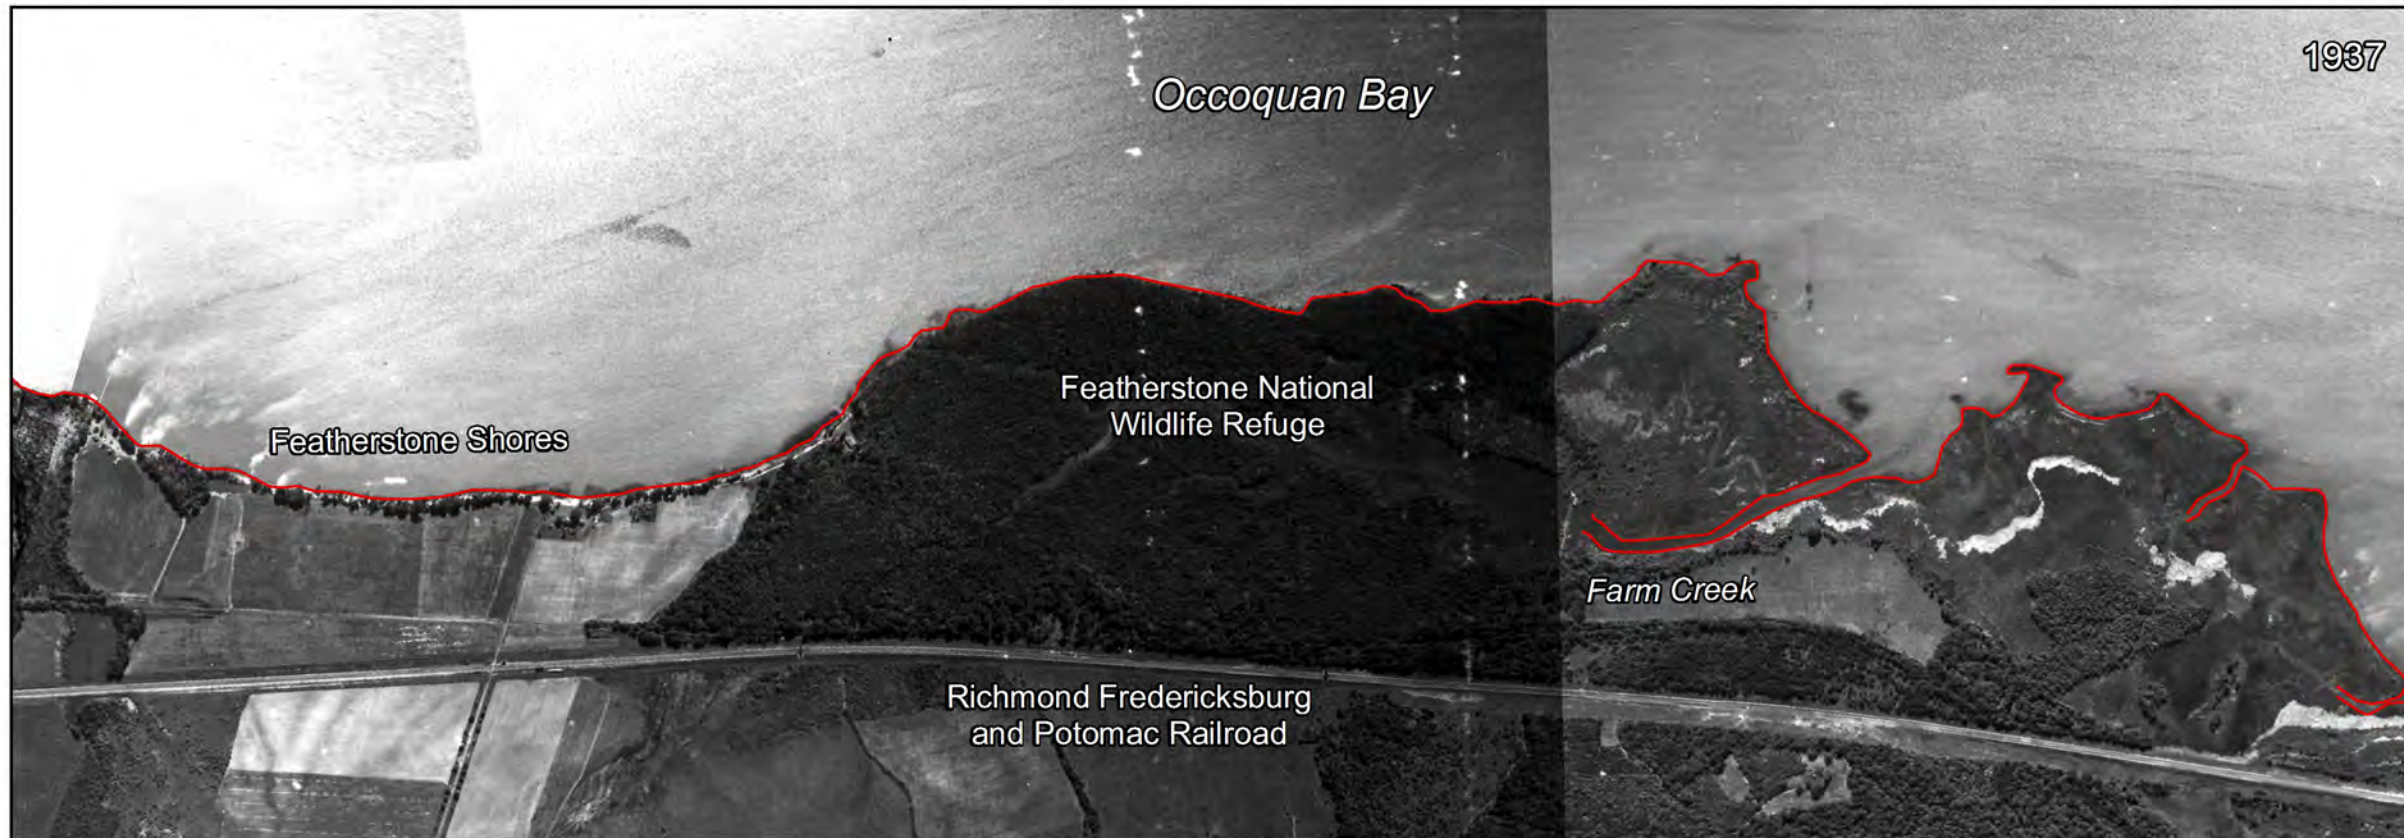 1937
Occoquan Bay
Featherstone National
Wildlife Refuge
Featherstone Shores
Farm Creek
Richmond Fredericksburg
and Potomac Railroad